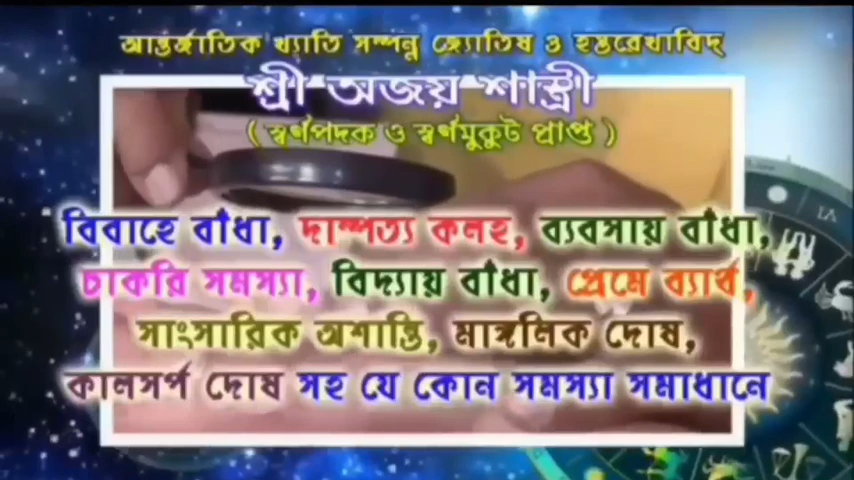 আন্তর্জাতিক খ্যাতি সম্পন্ন জ্যোতিষ ও হস্তরেখাবিদ্
শ্রী অজয় শাস্ত্রী
( স্বর্ণপদক ও স্বর্ণমুকুট প্রাপ্ত )
বিবাহে বাঁধা, দাম্পত্য কলহ, ব্যবসায় বাঁধা,
চাকরি সমস্যা, বিদ্যায় বাঁধা, প্রেমে ব্যার্থ,
সাংসারিক অশান্তি, মাঙ্গলিক দোষ,
কালসর্প দোষ সহ যে কোন সমস্যা সমাধানে